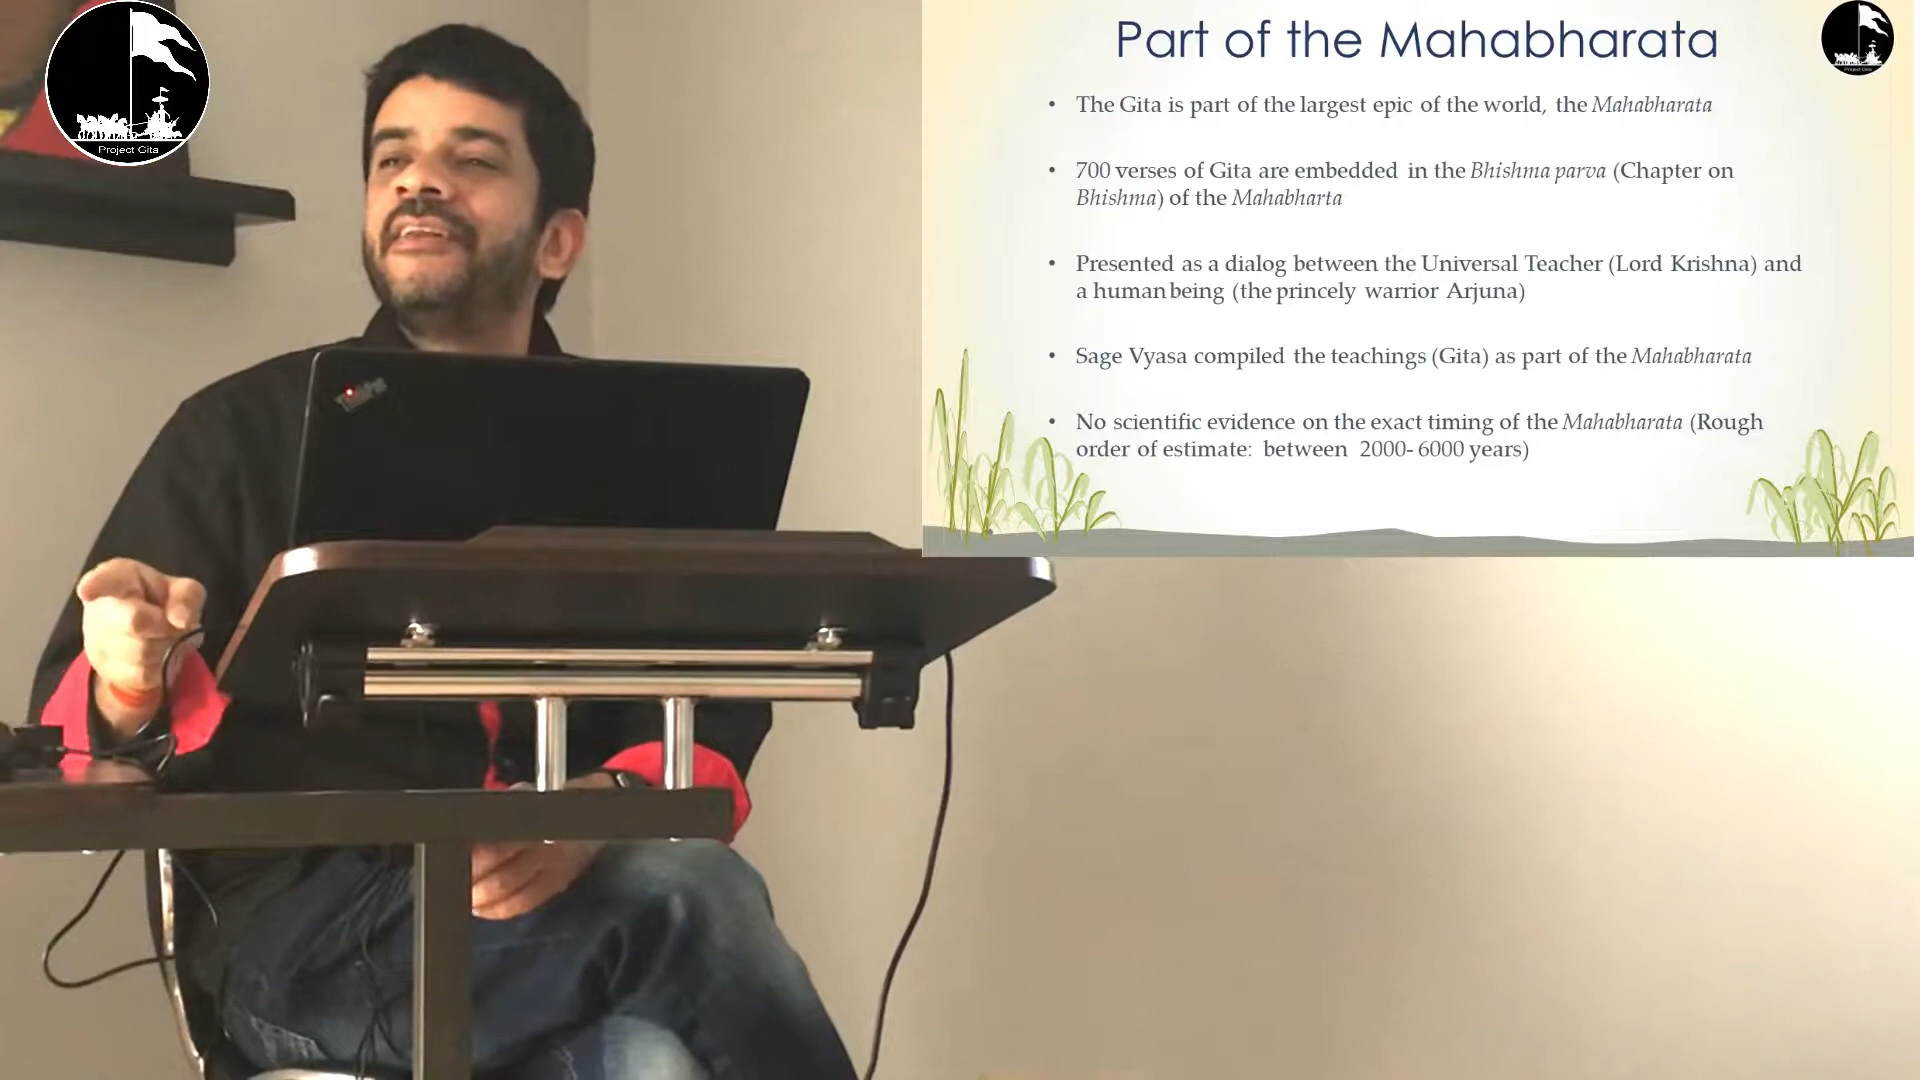 Project Gita
Part of the Mahabharata
Project Gita
• The Gita is part of the largest epic of the world, the Mahabharata
• 700 verses of Gita are embedded in the Bhishma parva (Chapter on
Bhishma) of the Mahabharta
• Presented as a dialog between the Universal Teacher (Lord Krishna) and
a human being (the princely warrior Arjuna)
• Sage Vyasa compiled the teachings (Gita) as part of the Mahabharata
• No scientific evidence on the exact timing of the Mahabharata (Rough
order of estimate: between 2000- 6000 years)